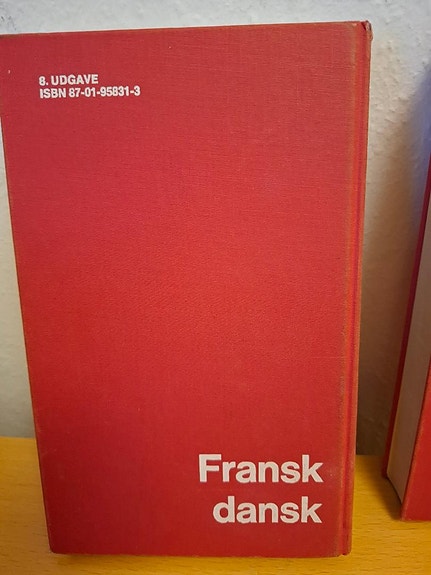 8. UDGAVE
ISBN 87-01-95831-3
Fransk
dansk